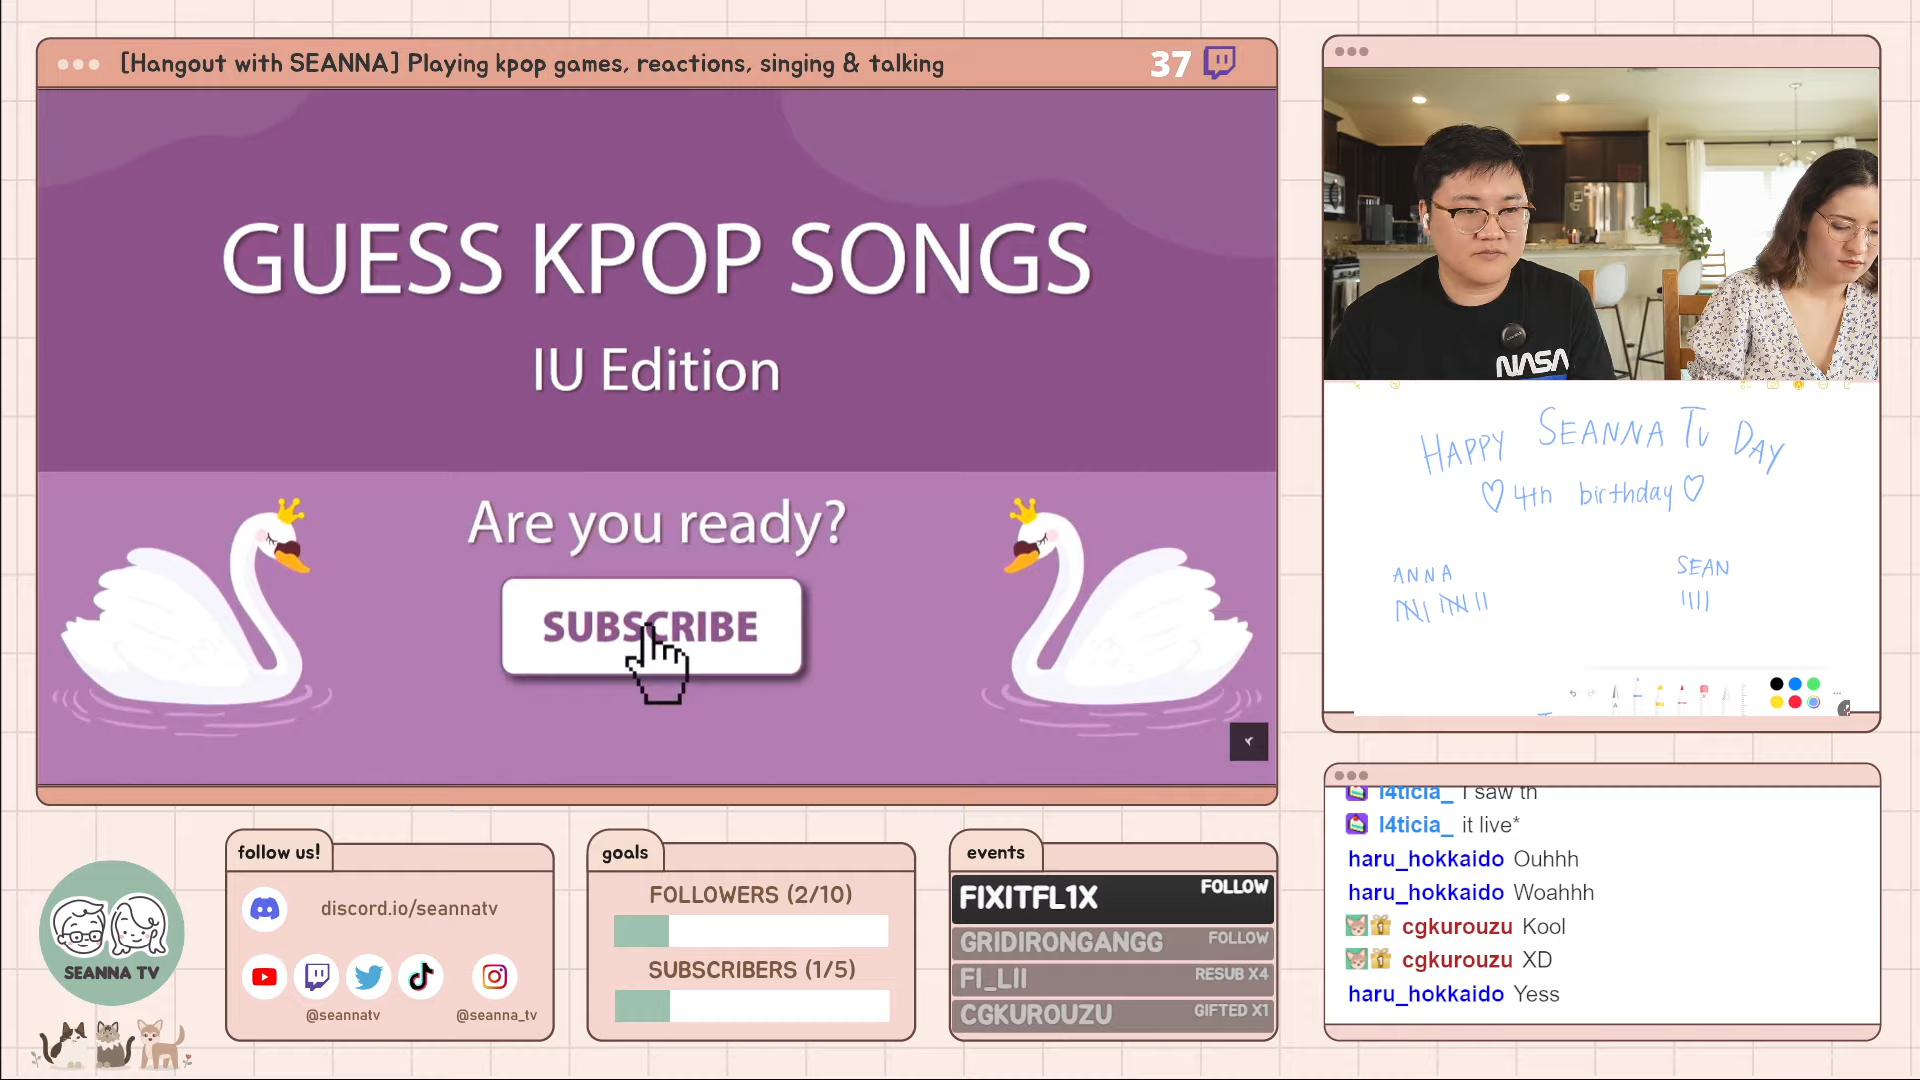 [Hangout with SEANNA] Playing kpop games, reactions, singing & talking
37
GUESS KPOP SONGS
IU Edition
Are you ready?
SUBSCRIBE
NASA
HAPPY SEANNA TV DAY
4th birthday
ANNA
SEAN
l4ticia_ I saw th
l4ticia_ it live*
haru_hokkaido Ouhhh
haru_hokkaido Woahhh
cgkurouzu Kool
cgkurouzu XD
haru_hokkaido Yess
SEANNA TV
follow us!
discord.io/seannatv
@seannatv
@seanna_tv
goals
FOLLOWERS (2/10)
SUBSCRIBERS (1/5)
events
FIXITFL1X FOLLOW
GRIDIRONGANGG FOLLOW
FI_LII RESUB X4
CGKUROUZU GIFTED X1